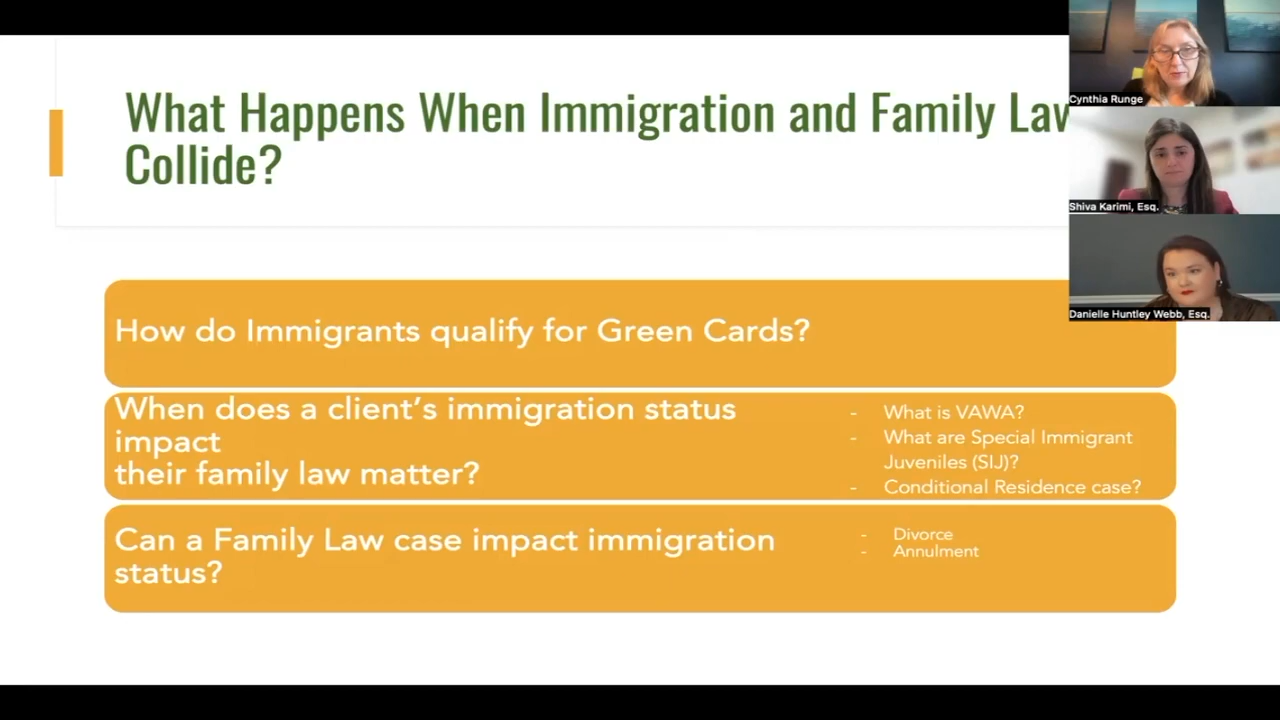 What Happens When Immigration and Family Law
Collide?
Cynthia Runge
Shiva Karimi, Esq.
Danielle Huntley Webb, Esq.
How do Immigrants qualify for Green Cards?
When does a client's immigration status
impact
their family law matter?
- What is VAWA?
- What are Special Immigrant
Juveniles (SIJ)?
- Conditional Residence case?
Can a Family Law case impact immigration
status?
- Divorce
- Annulment